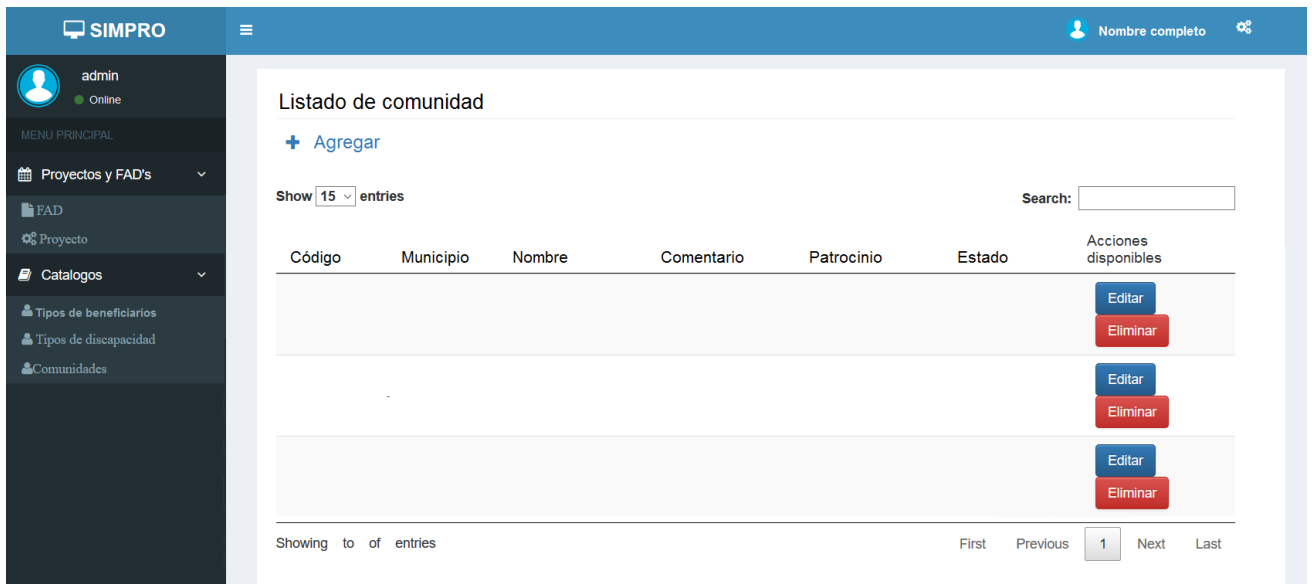 SIMPRO
Nombre completo
admin
Online
MENU PRINCIPAL
Proyectos y FAD's
FAD
Proyecto
Catalogos
Tipos de beneficiarios
Tipos de discapacidad
Comunidades
Listado de comunidad
+ Agregar
Show 15 entries
Search:
Código Municipio Nombre Comentario Patrocinio Estado Acciones disponibles
Editar
Eliminar
-
Editar
Eliminar
Editar
Eliminar
Showing to of entries
First Previous 1 Next Last